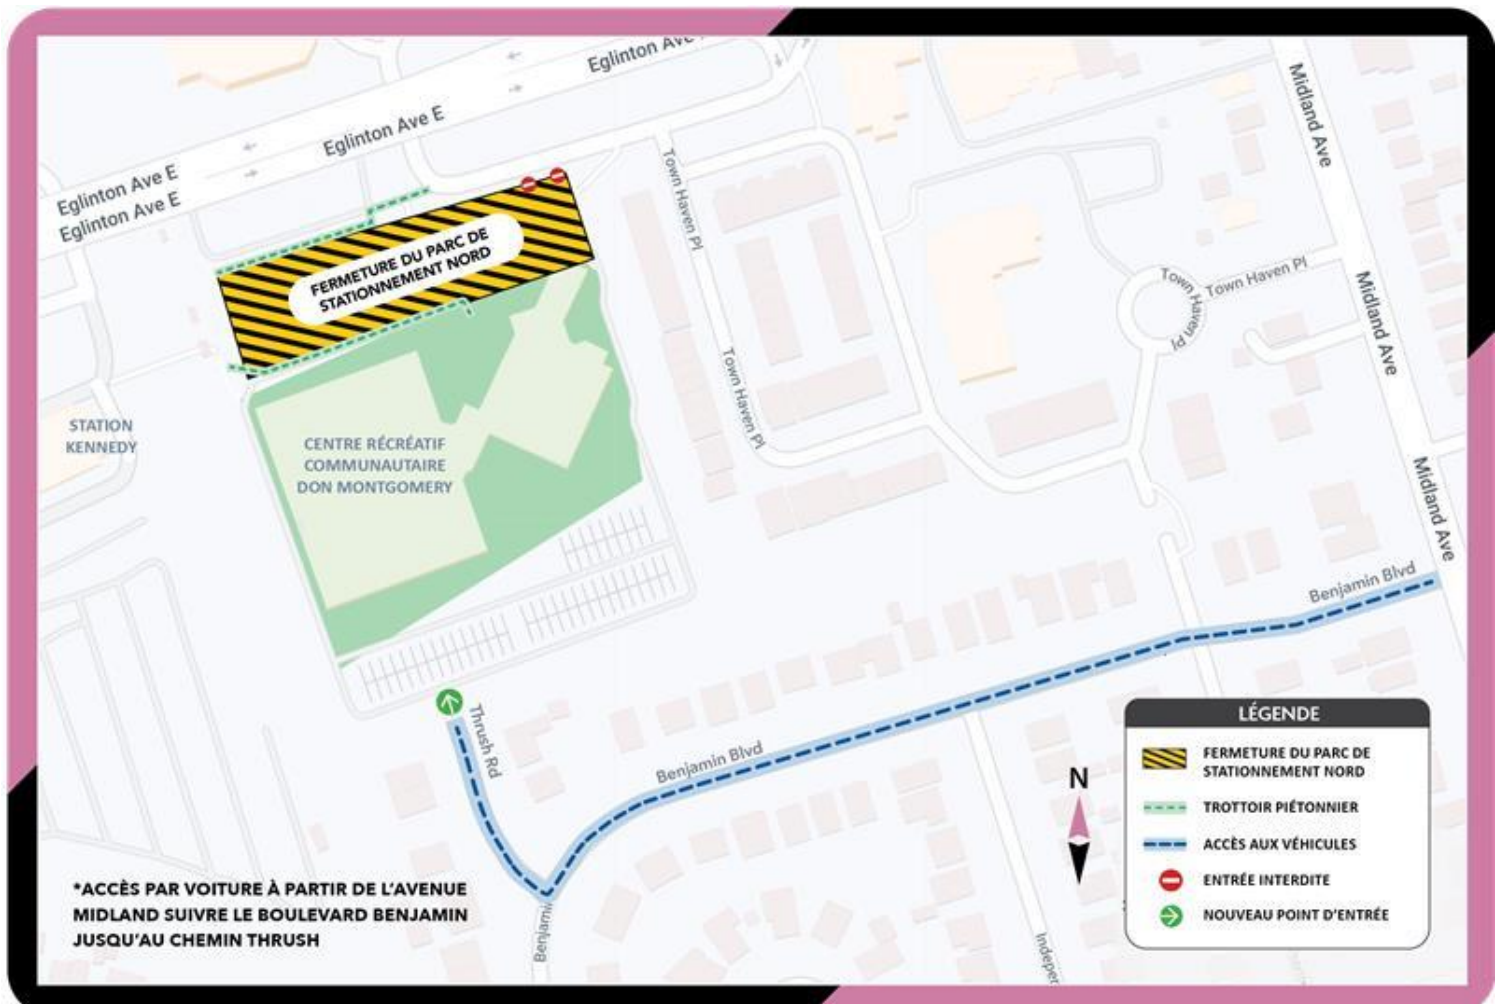 Eglinton Ave E
Eglinton Ave E
Eglinton Ave E
Eglinton Ave
Midland Ave
Town Haven Pl
FERMETURE DU PARC DE
STATIONNEMENT NORD
Town Haven Pl
Town Haven Pl
Midland Ave
Town Haven Pl
STATION
KENNEDY
CENTRE RÉCRÉATIF
COMMUNAUTAIRE
DON MONTGOMERY
Midland Ave
Benjamin Blvd
Thrush Rd
Benjamin Blvd
LÉGENDE
FERMETURE DU PARC DE
STATIONNEMENT NORD
TROTTOIR PIÉTONNIER
ACCÈS AUX VÉHICULES
ENTRÉE INTERDITE
NOUVEAU POINT D'ENTRÉE
N
*ACCÈS PAR VOITURE À PARTIR DE L'AVENUE
MIDLAND SUIVRE LE BOULEVARD BENJAMIN
JUSQU'AU CHEMIN THRUSH
Benjamin
Indeper